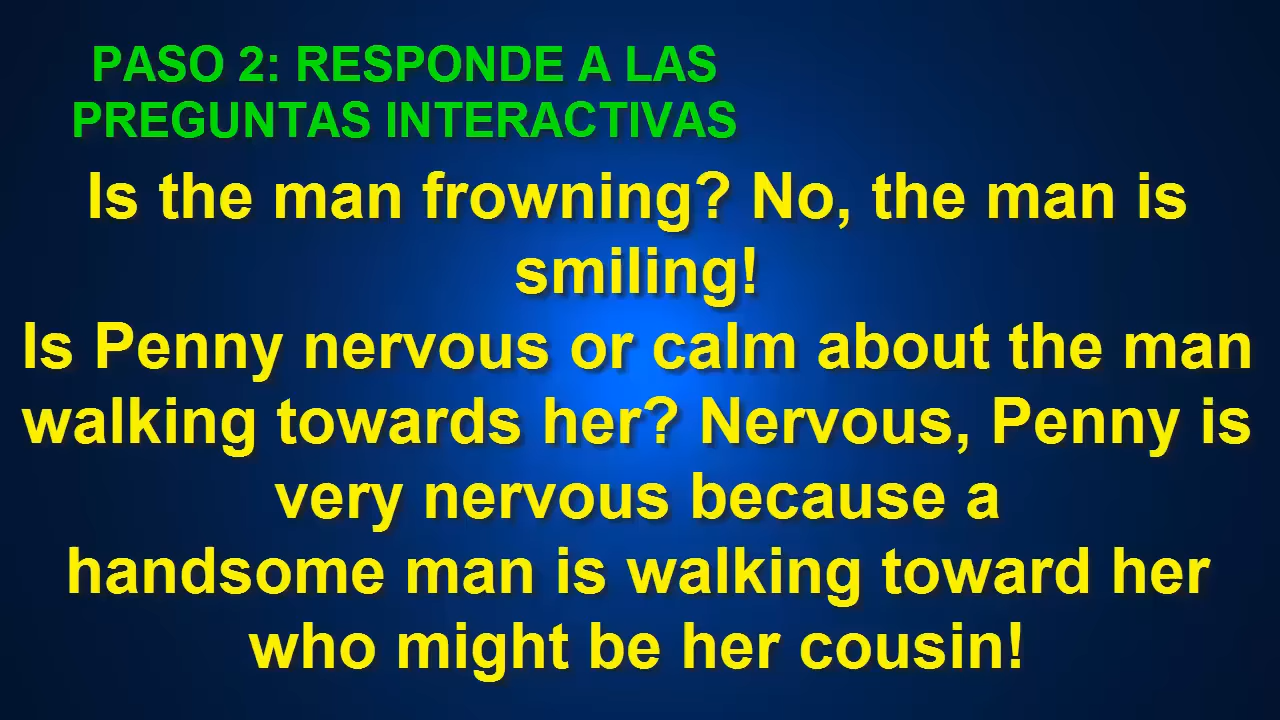 PASO 2: RESPONDE A LAS
PREGUNTAS INTERACTIVAS
Is the man frowning? No, the man is
smiling!
Is Penny nervous or calm about the man
walking towards her? Nervous, Penny is
very nervous because a
handsome man is walking toward her
who might be her cousin!